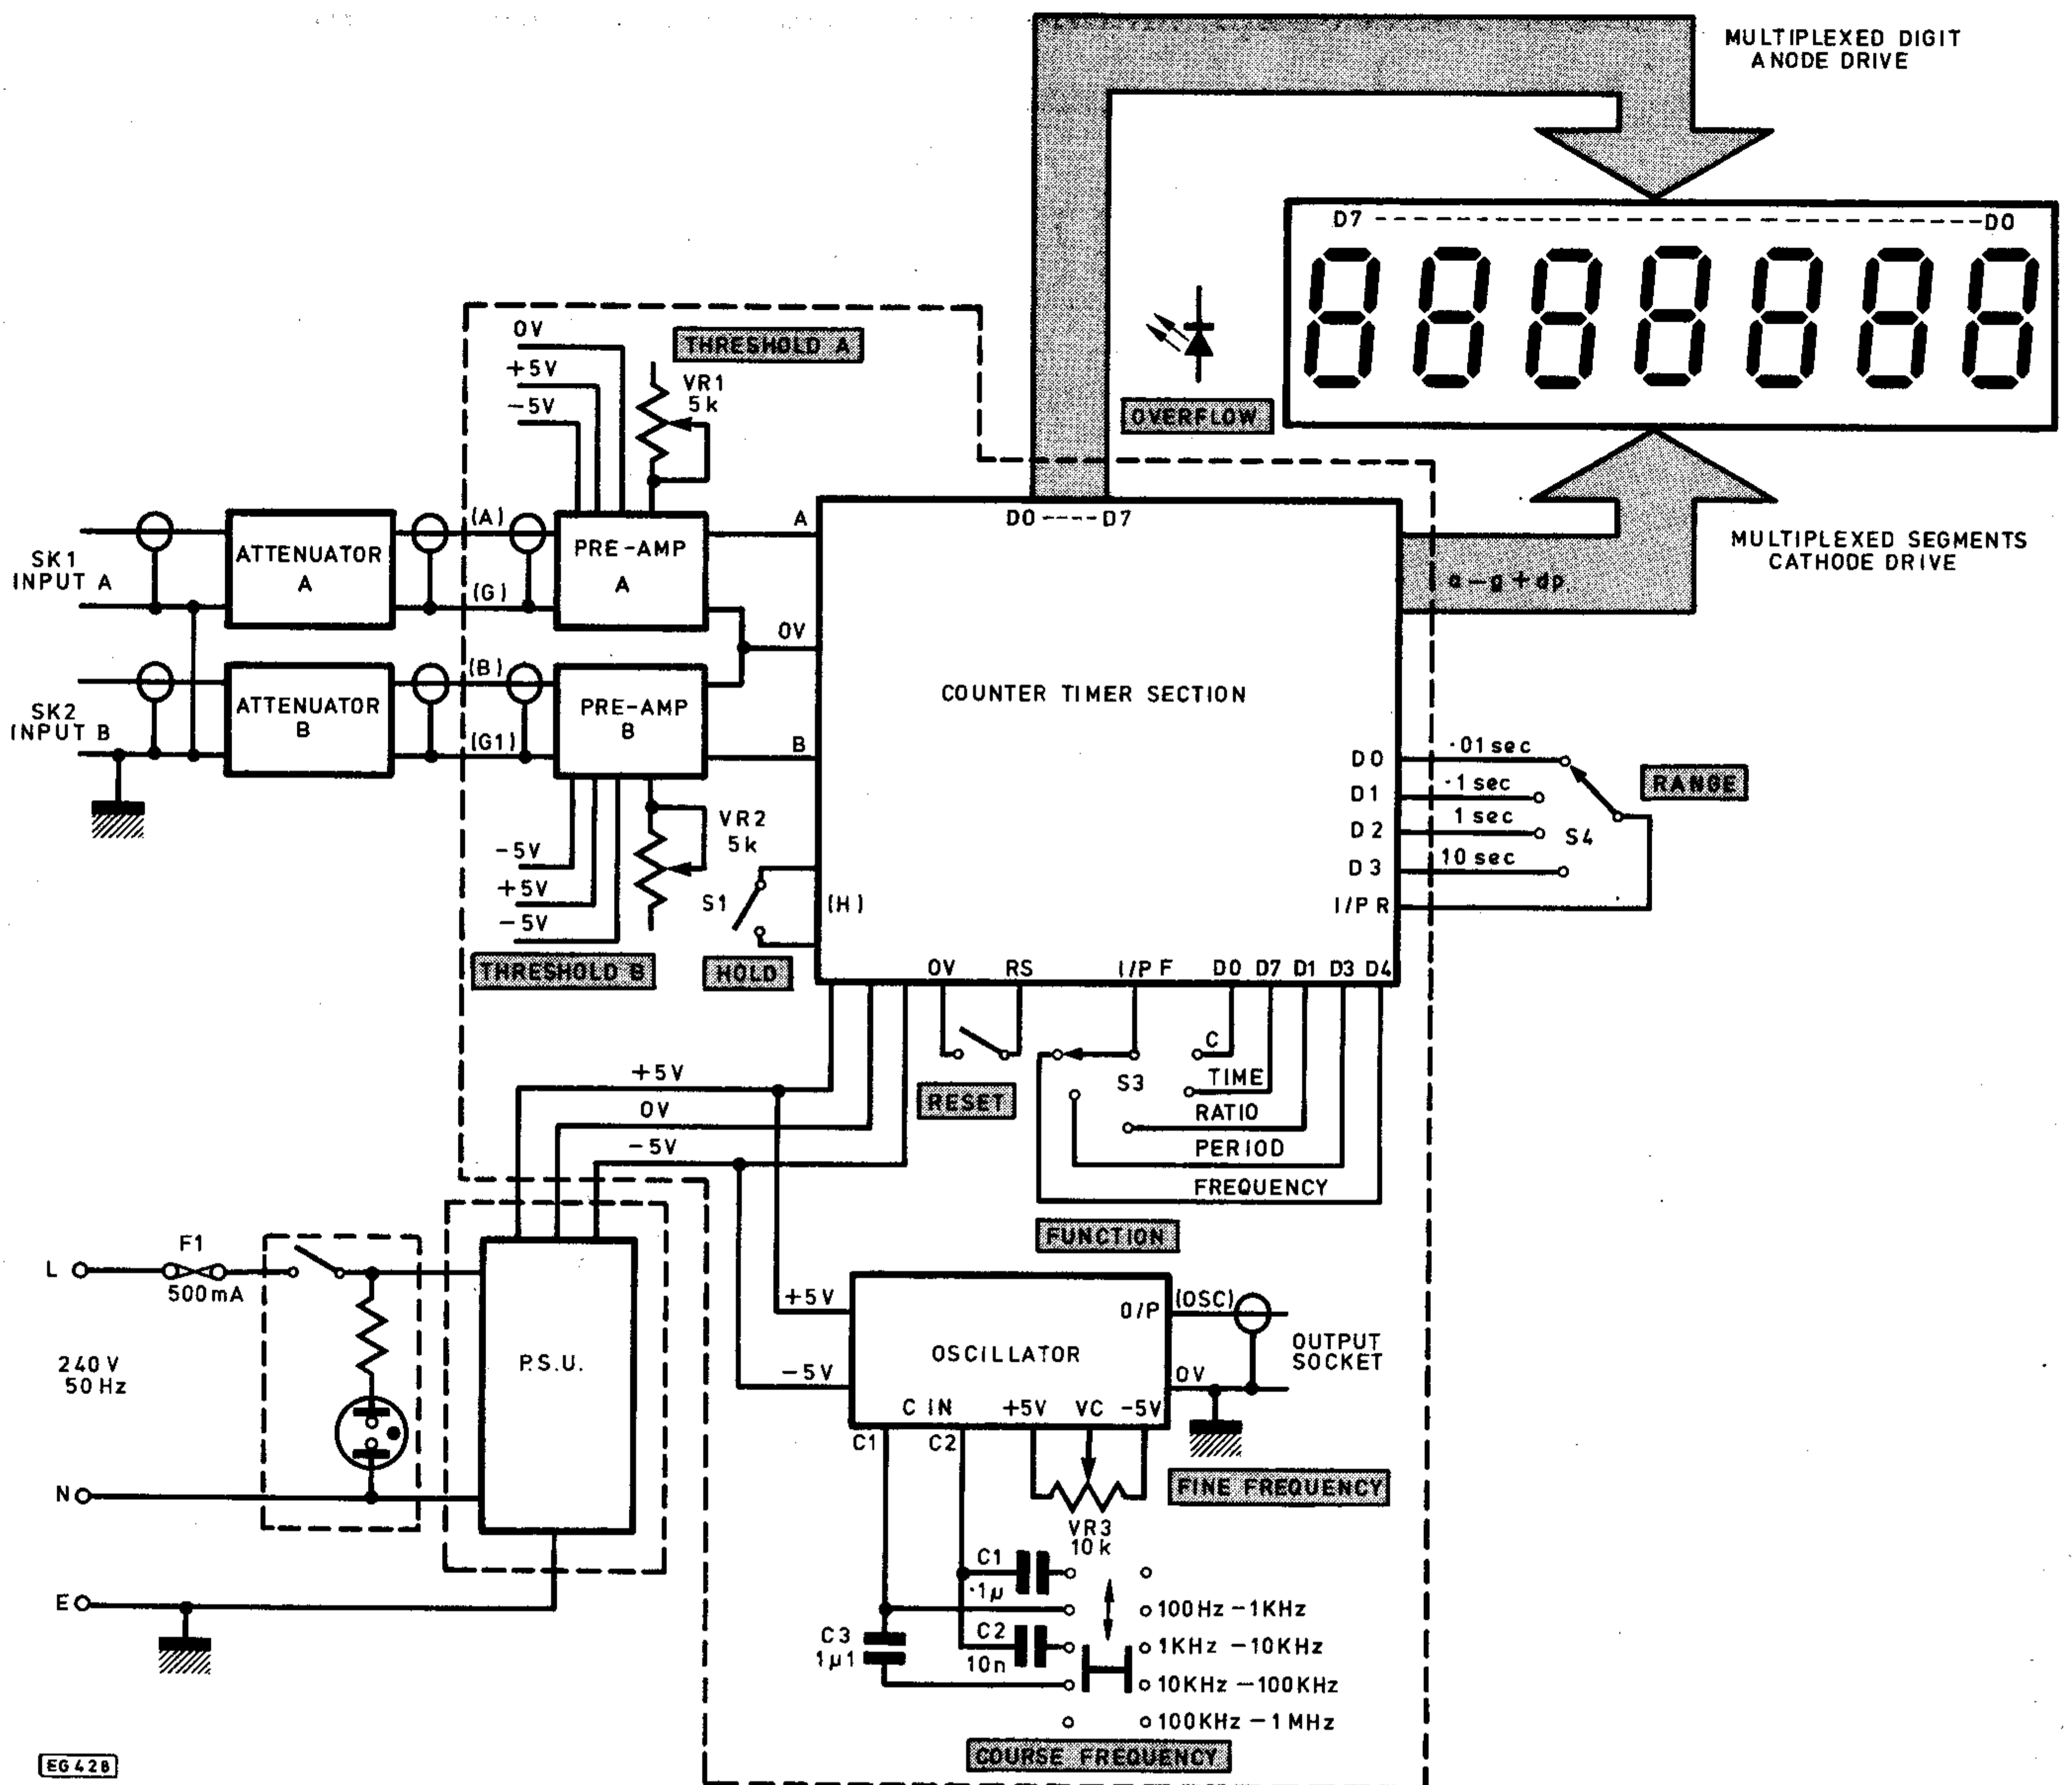 MULTIPLEXED DIGIT
ANODE DRIVE
D7 D0
OVERFLOW
MULTIPLEXED SEGMENTS
CATHODE DRIVE
a-g+dp
0V
+5V
-5V
THRESHOLD A
VR1
5k
SK1
INPUT A
ATTENUATOR
A
(A)
(G)
PRE-AMP
A
A
0V
SK2
INPUT B
ATTENUATOR
B
(B)
(G1)
PRE-AMP
B
B
-5V
+5V
-5V
THRESHOLD B
VR2
5k
S1
HOLD
(H)
D0----D7
COUNTER TIMER SECTION
D0 ·01 sec
D1 ·1 sec
D2 1 sec
D3 10 sec
I/P R
S4
RANGE
0V RS I/P F D0 D7 D1 D3 D4
RESET
S3
C
TIME
RATIO
PERIOD
FREQUENCY
FUNCTION
+5V
0V
-5V
L
F1
500mA
240V
50Hz
N
E
P.S.U.
+5V
-5V
OSCILLATOR
O/P
(OSC)
0V
OUTPUT
SOCKET
C IN +5V VC -5V
C1 C2
FINE FREQUENCY
VR3
10k
C1
·1µ
C2
10n
C3
1µ1
100Hz-1KHz
1KHz-10KHz
10KHz-100KHz
100KHz-1MHz
COURSE FREQUENCY
EG428